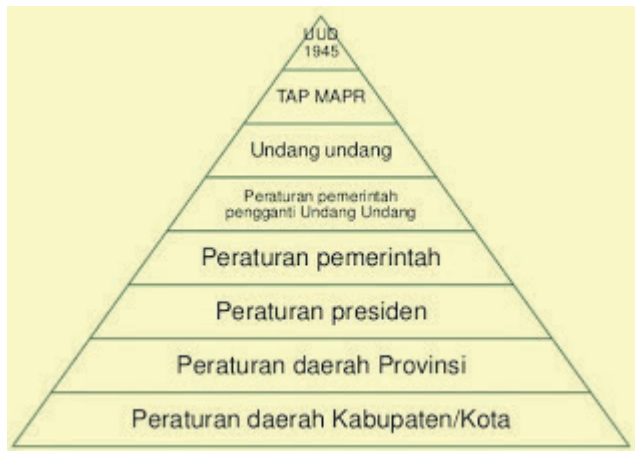 UUD
1945
TAP MAPR
Undang undang
Peraturan pemerintah
pengganti Undang Undang
Peraturan pemerintah
Peraturan presiden
Peraturan daerah Provinsi
Peraturan daerah Kabupaten/Kota